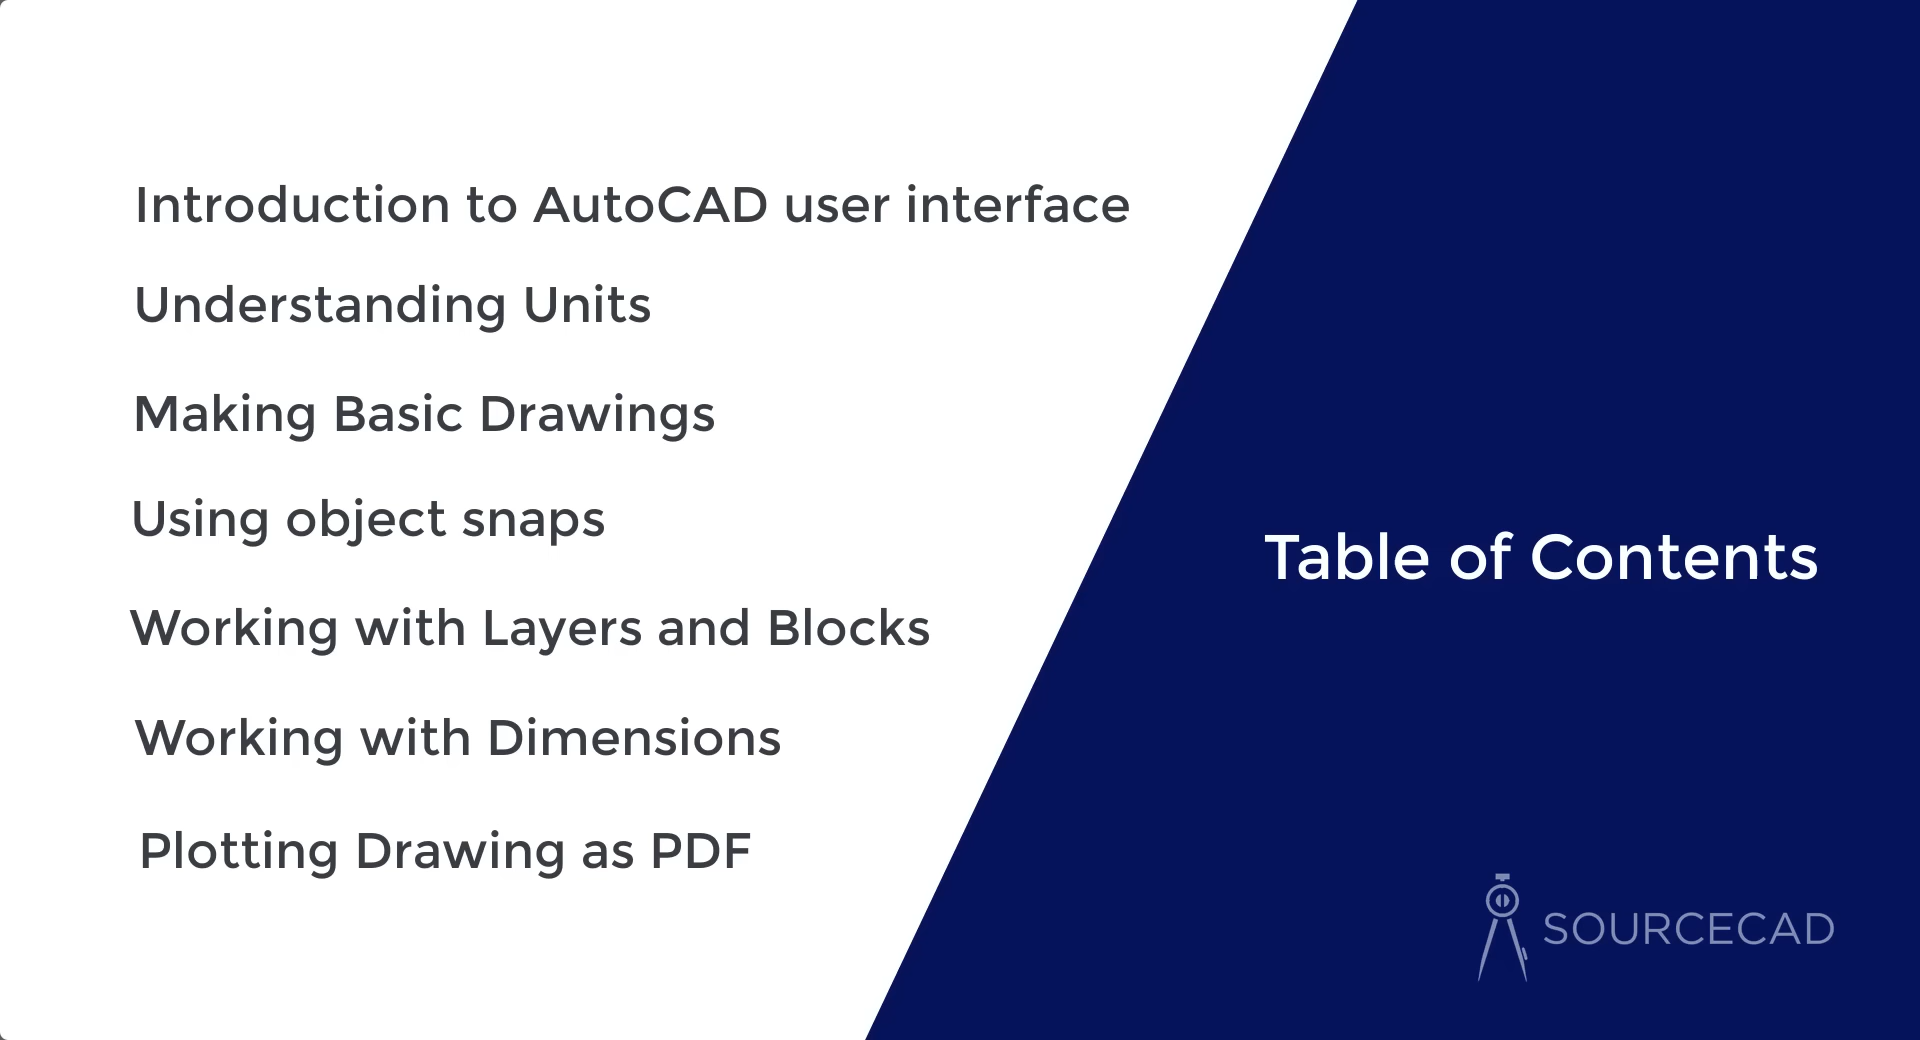 Introduction to AutoCAD user interface
Understanding Units
Making Basic Drawings
Using object snaps
Working with Layers and Blocks
Working with Dimensions
Plotting Drawing as PDF
Table of Contents
SOURCECAD